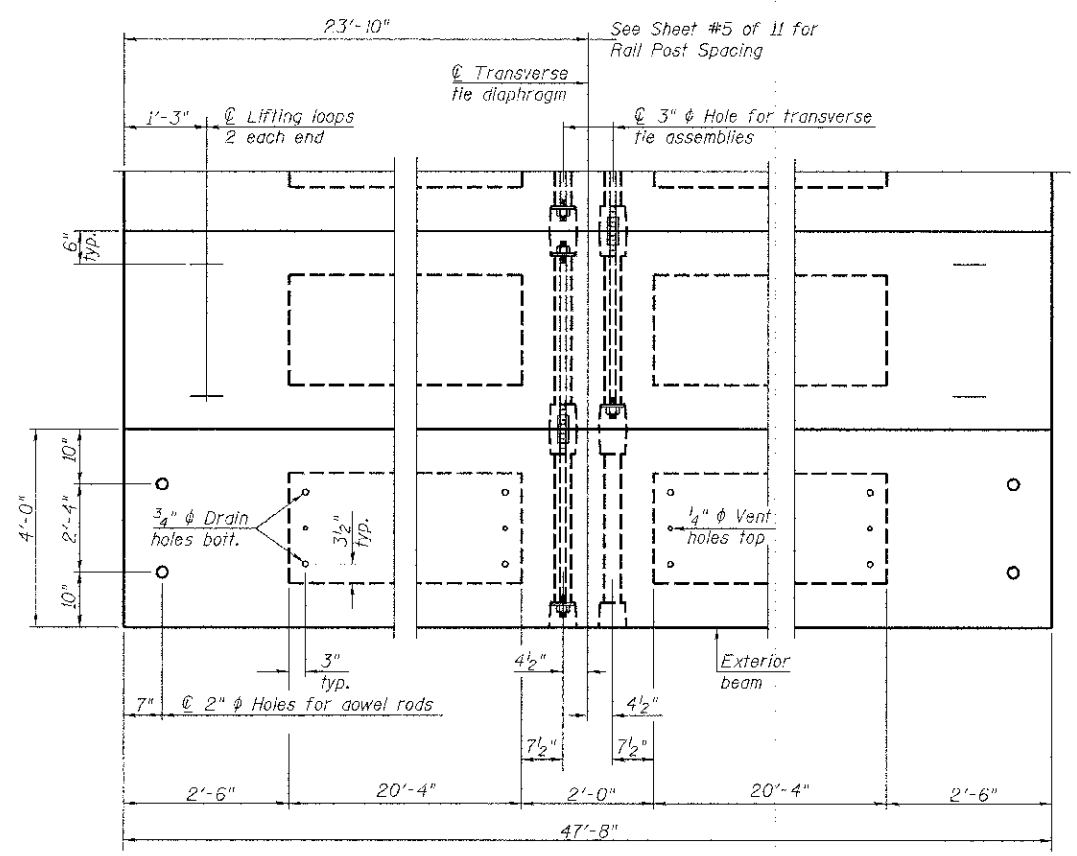 23'-10"
See Sheet #5 of 11 for
Rail Post Spacing
℄ Transverse
tie diaphragm
1'-3"
℄ Lifting loops
2 each end
℄ 3" ϕ Hole for transverse
tie assemblies
6"
typ.
4'-0"
10"
2'-4"
10"
3/4" ϕ Drain
holes bott.
3 1/2"
typ.
1/4" ϕ Vent
holes top
3"
typ.
4 1/2"
Exterior
beam
7"
℄ 2" ϕ Holes for dowel rods
4 1/2"
7 1/2"
7 1/2"
2'-6"
20'-4"
2'-0"
20'-4"
2'-6"
47'-8"